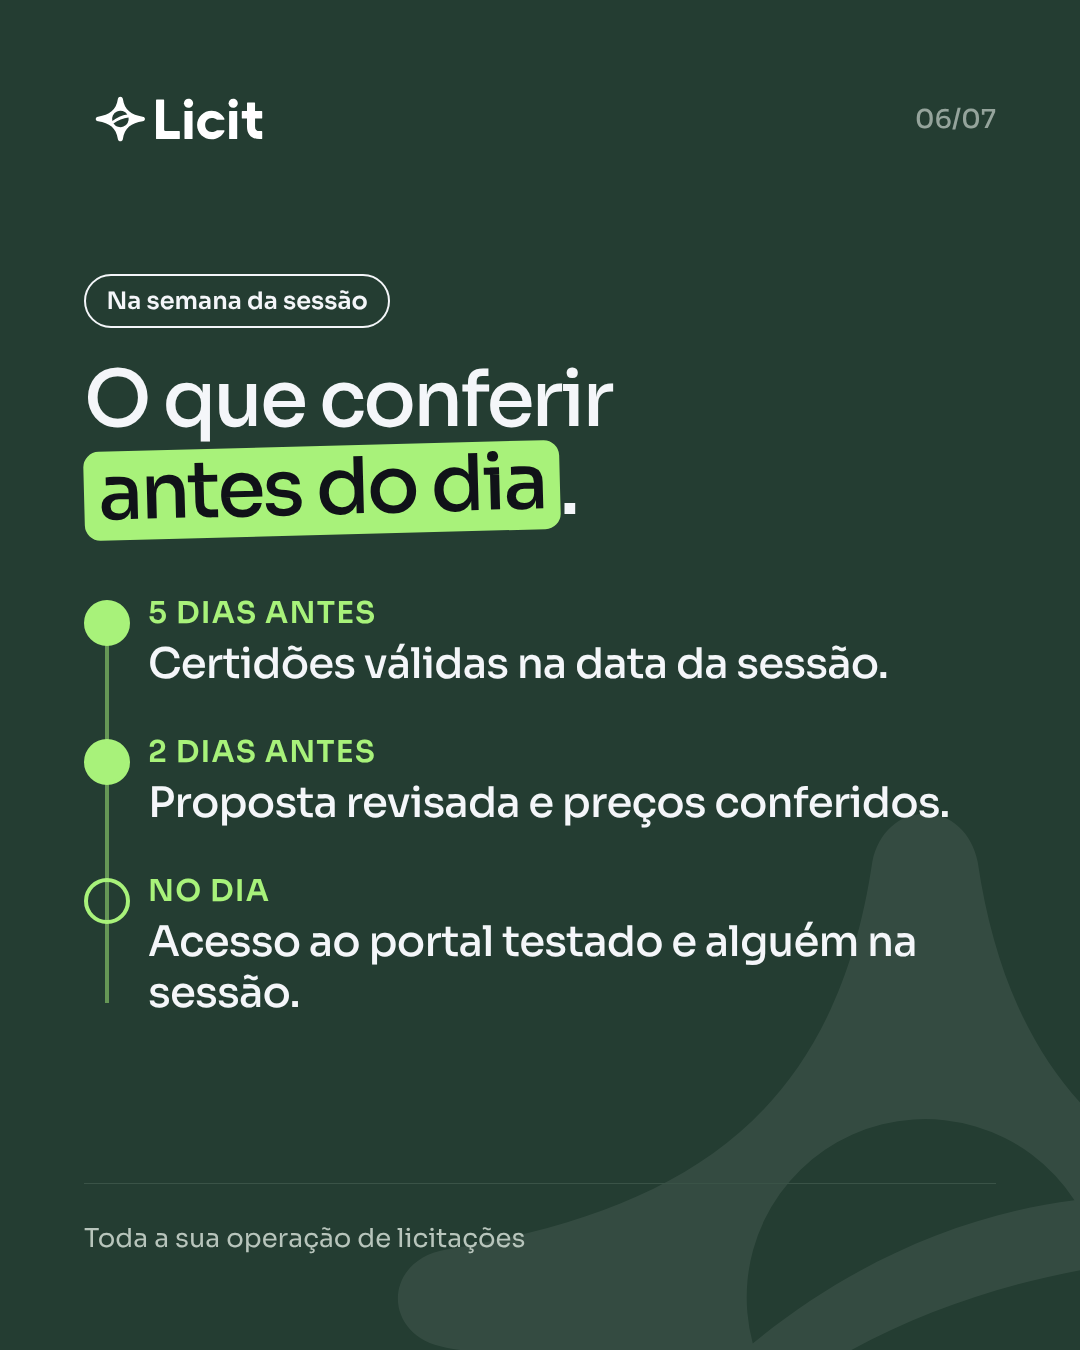 Licit
06/07
Na semana da sessão
O que conferir
antes do dia.
5 DIAS ANTES
Certidões válidas na data da sessão.
2 DIAS ANTES
Proposta revisada e preços conferidos.
NO DIA
Acesso ao portal testado e alguém na
sessão.
Toda a sua operação de licitações